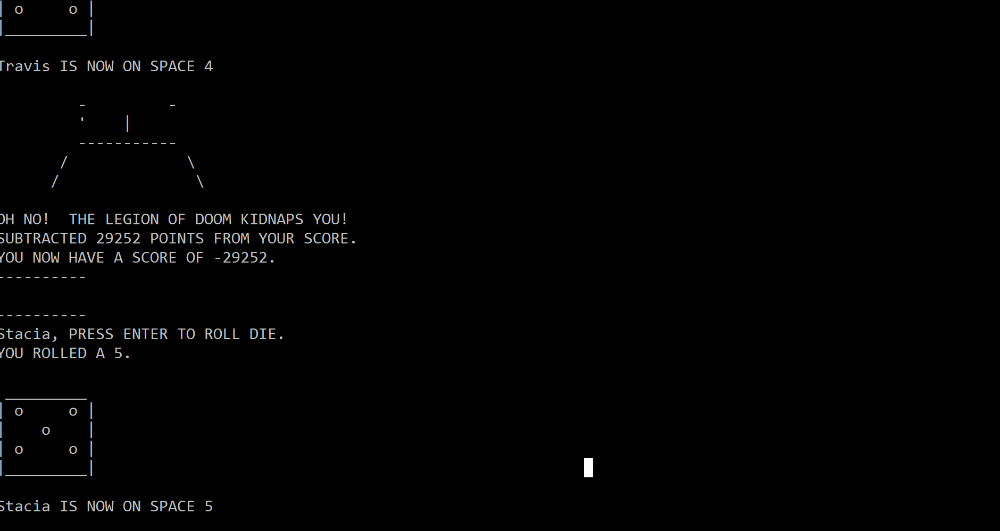 | o     o |
|_________|
Travis IS NOW ON SPACE 4
         -         -
         '    |
         -----------
       /             \
      /               \
OH NO!  THE LEGION OF DOOM KIDNAPS YOU!
SUBTRACTED 29252 POINTS FROM YOUR SCORE.
YOU NOW HAVE A SCORE OF -29252.
----------
----------
Stacia, PRESS ENTER TO ROLL DIE.
YOU ROLLED A 5.
 _________
| o     o |
|    o    |
| o     o |
|_________|
Stacia IS NOW ON SPACE 5